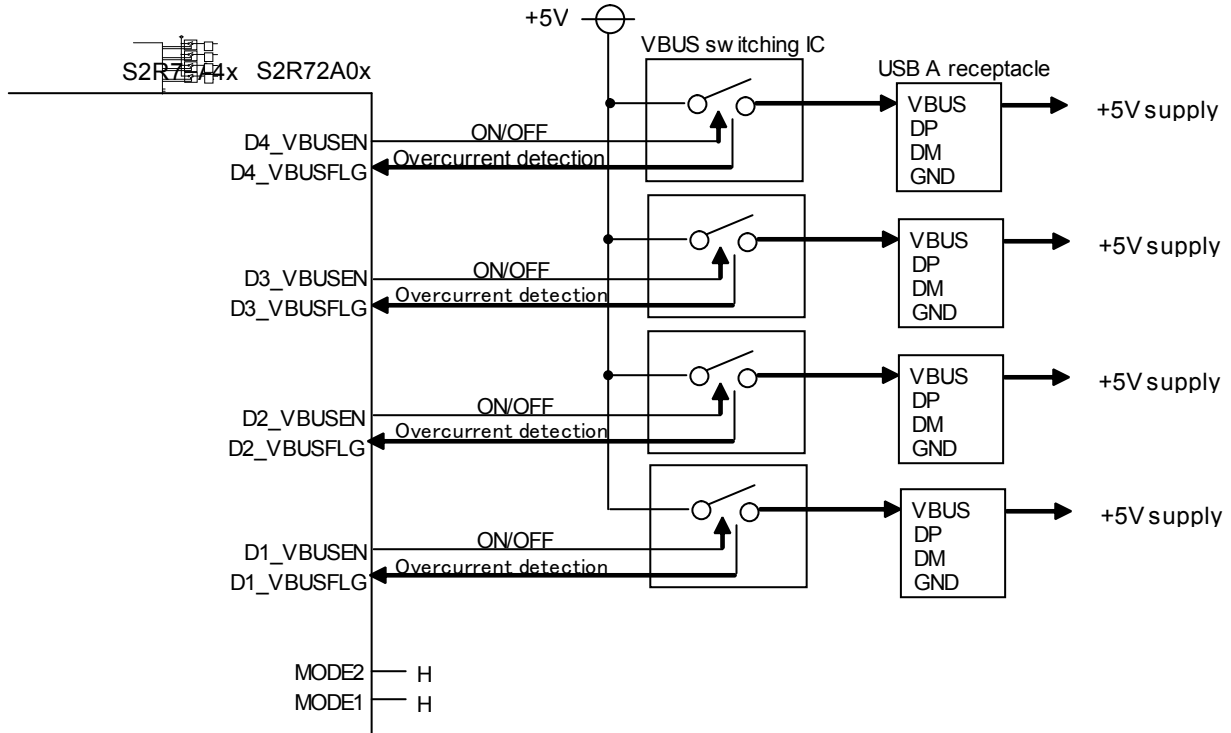 +5V
VBUS switching IC
S2R72A4x S2R72A0x
USB A receptacle
VBUS
DP
DM
GND
+5V supply
D4_VBUSEN
ON/OFF
D4_VBUSFLG
Overcurrent detection
VBUS
DP
DM
GND
+5V supply
D3_VBUSEN
ON/OFF
D3_VBUSFLG
Overcurrent detection
VBUS
DP
DM
GND
+5V supply
D2_VBUSEN
ON/OFF
D2_VBUSFLG
Overcurrent detection
VBUS
DP
DM
GND
+5V supply
D1_VBUSEN
ON/OFF
D1_VBUSFLG
Overcurrent detection
MODE2 H
MODE1 H